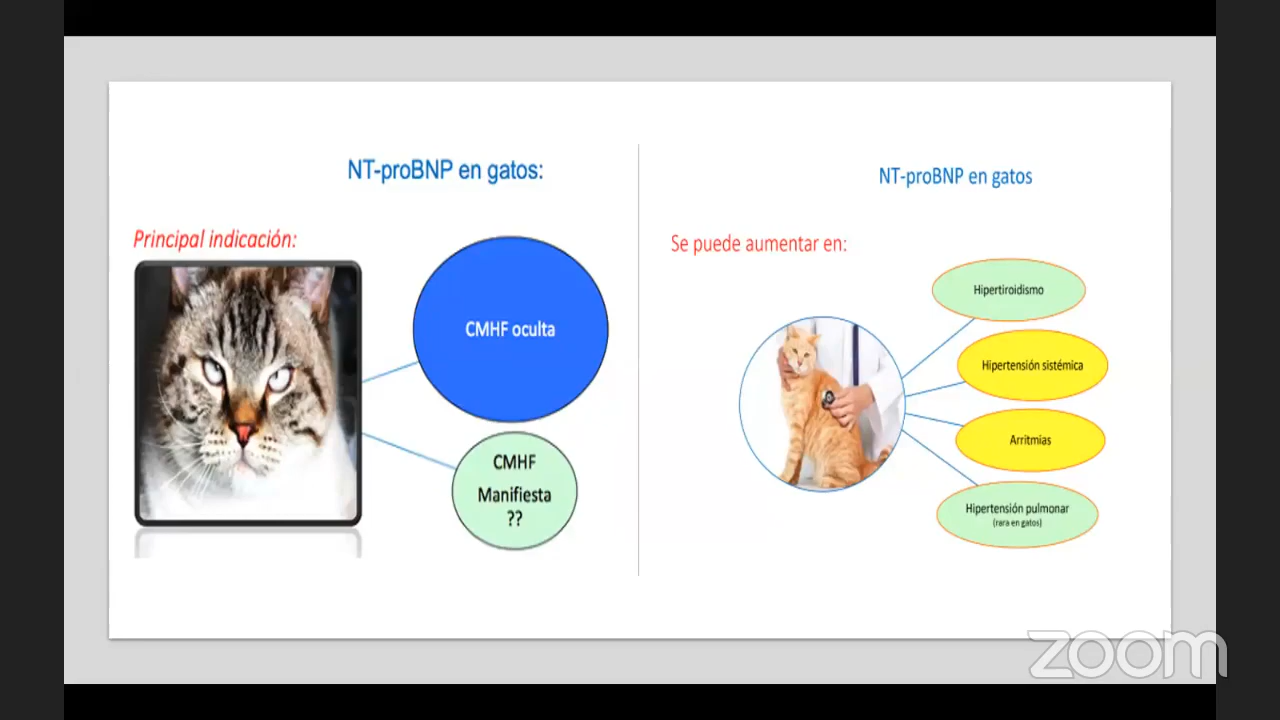 NT-proBNP en gatos:
Principal indicación:
CMHF oculta
CMHF
Manifiesta
??
NT-proBNP en gatos
Se puede aumentar en:
Hipertiroidismo
Hipertensión sistémica
Arritmias
Hipertensión pulmonar
(rara en gatos)
zoom